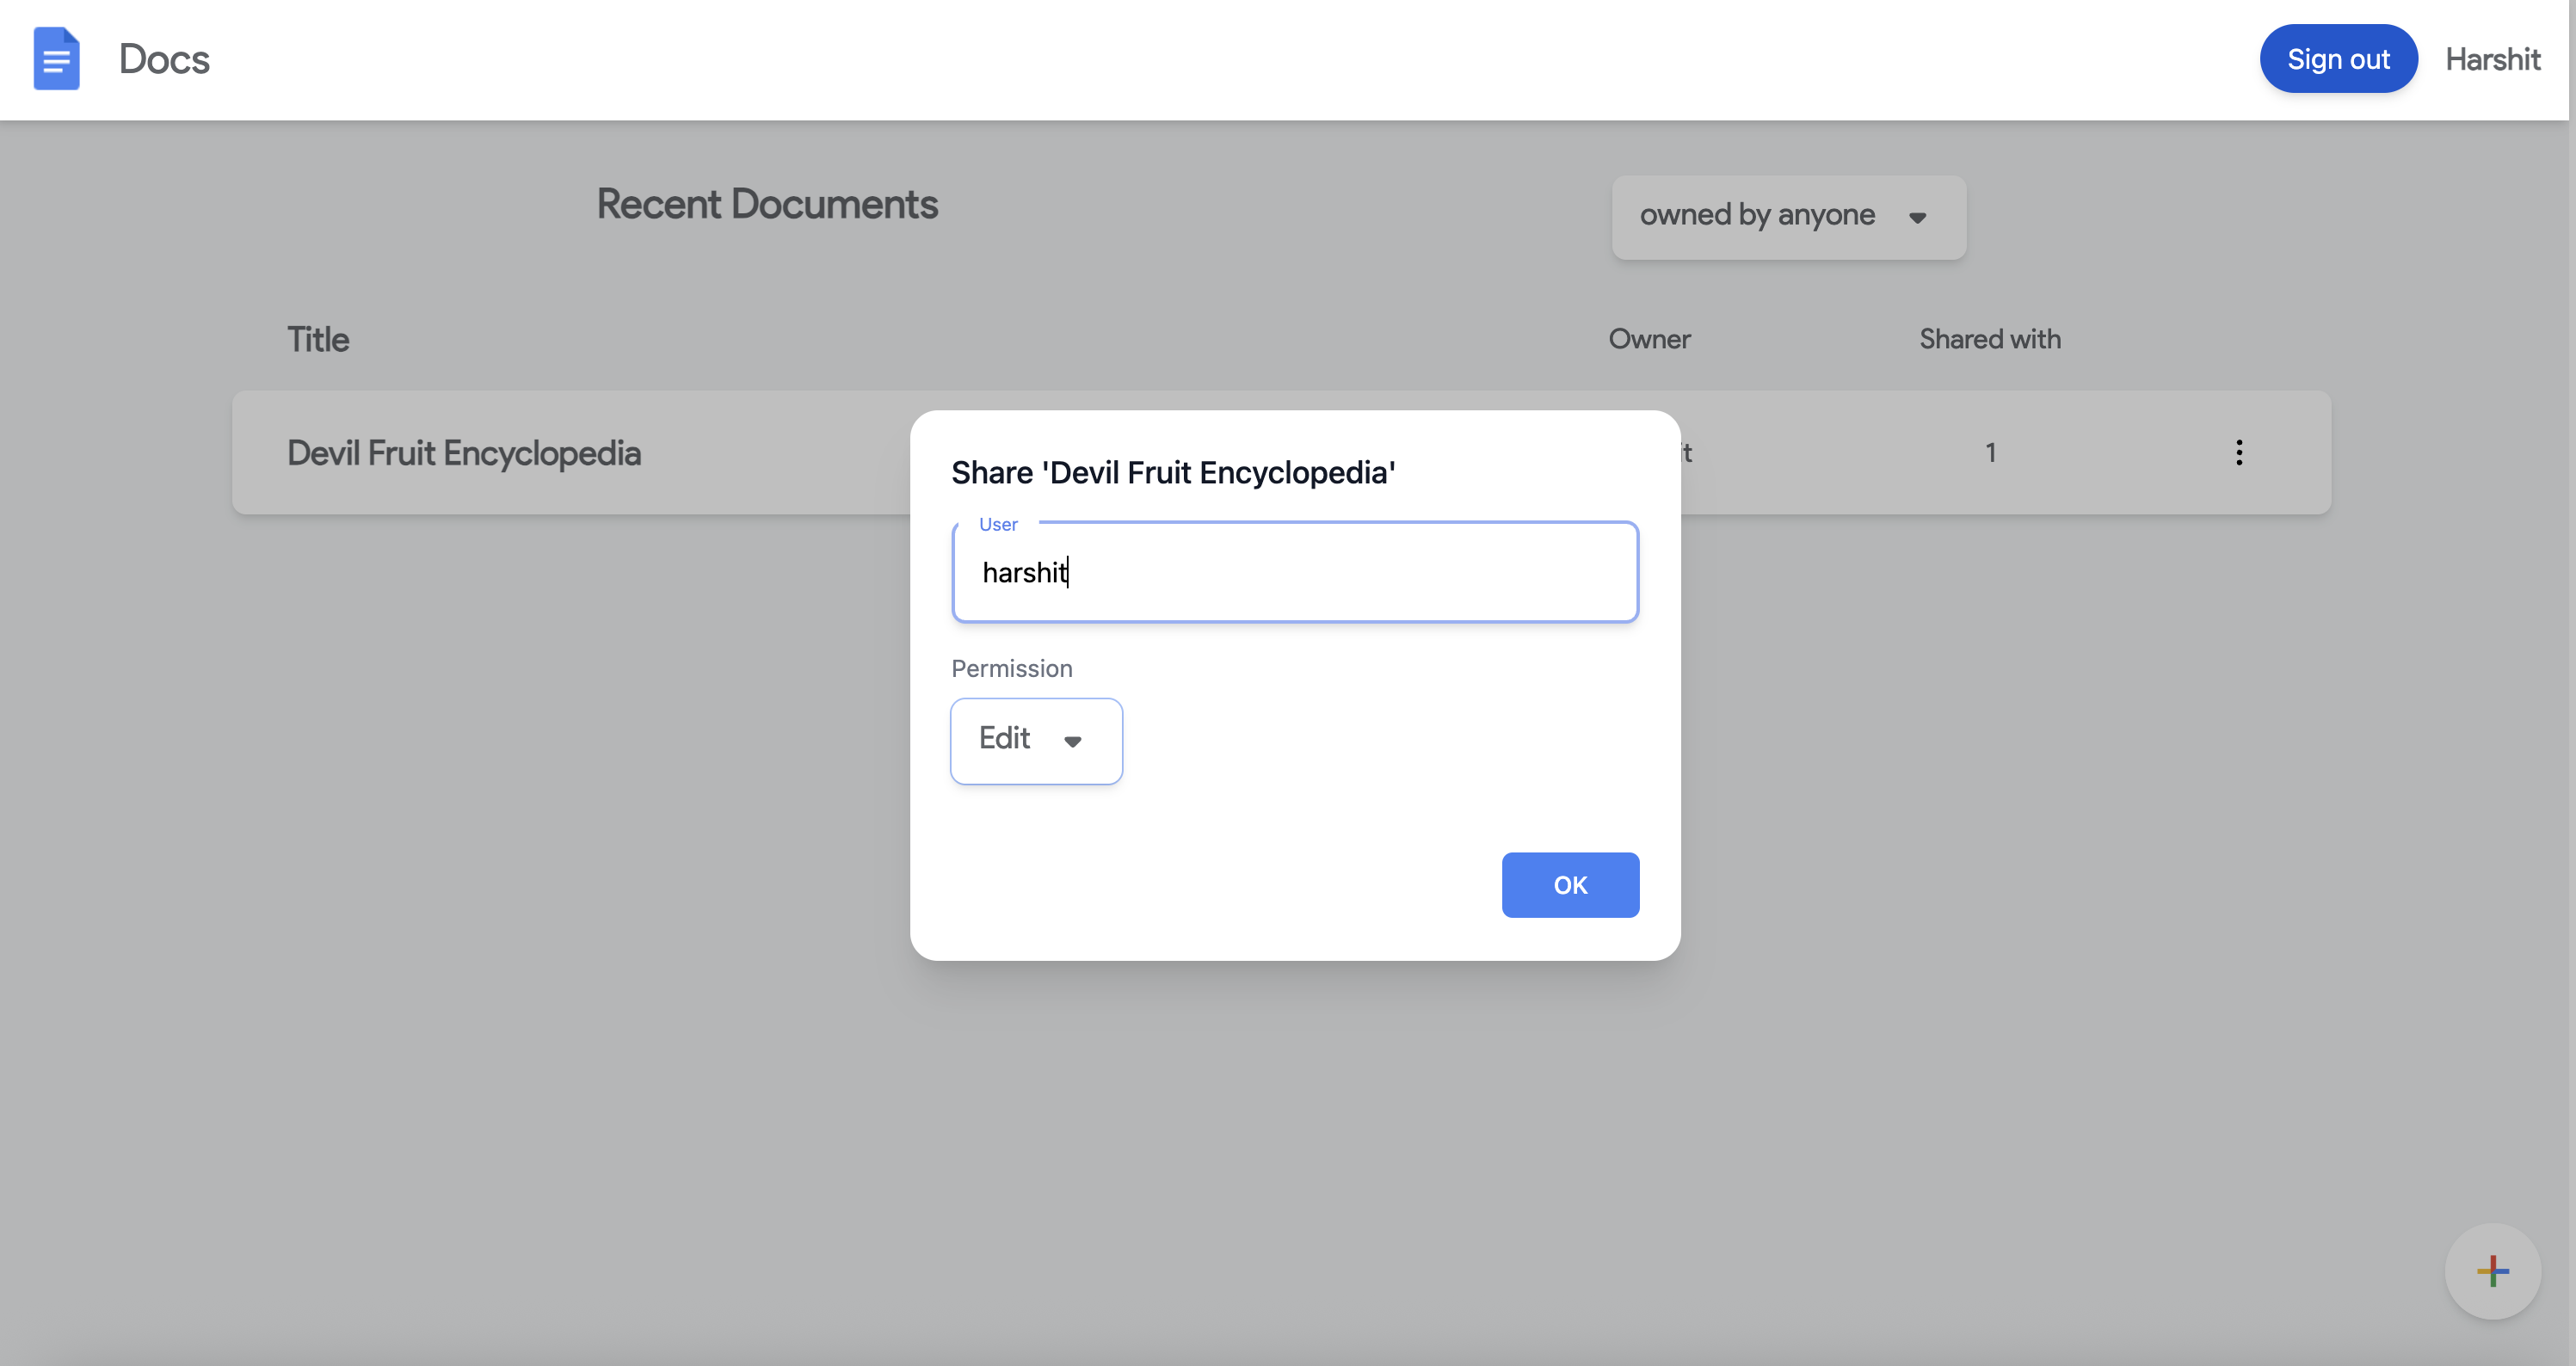 Docs
Sign out
Harshit
Recent Documents
owned by anyone
Title
Owner
Shared with
Devil Fruit Encyclopedia
it
1
Share 'Devil Fruit Encyclopedia'
User
harshit
Permission
Edit
OK